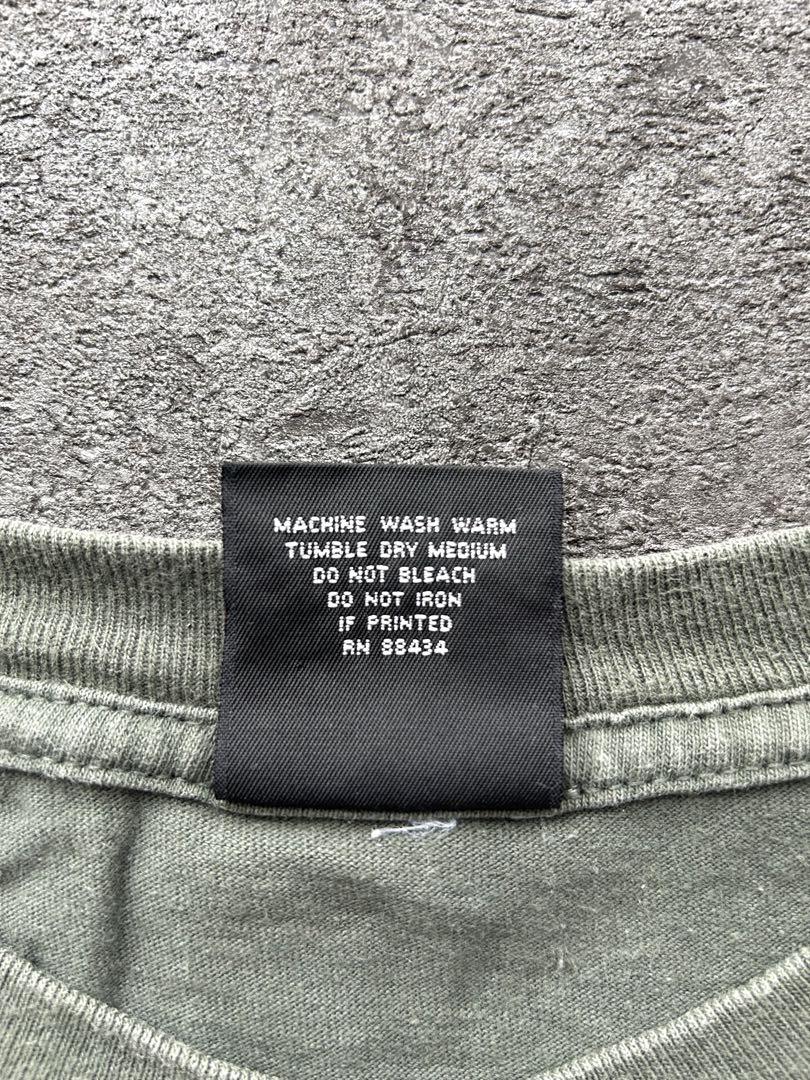 MACHINE WASH WARM
TUMBLE DRY MEDIUM
DO NOT BLEACH
DO NOT IRON
IF PRINTED
RN 88434